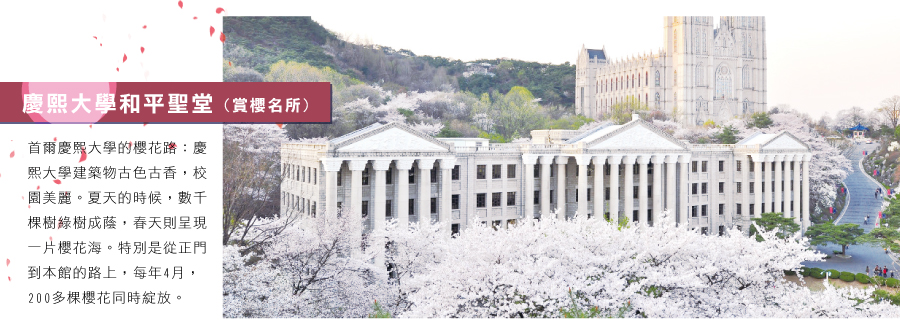 慶熙大學和平聖堂（賞櫻名所）
首爾慶熙大學的櫻花路：慶
熙大學建築物古色古香，校
園美麗。夏天的時候，數千
棵樹綠樹成蔭，春天則呈現
一片櫻花海。特別是從正門
到本館的路上，每年4月，
200多棵櫻花同時綻放。